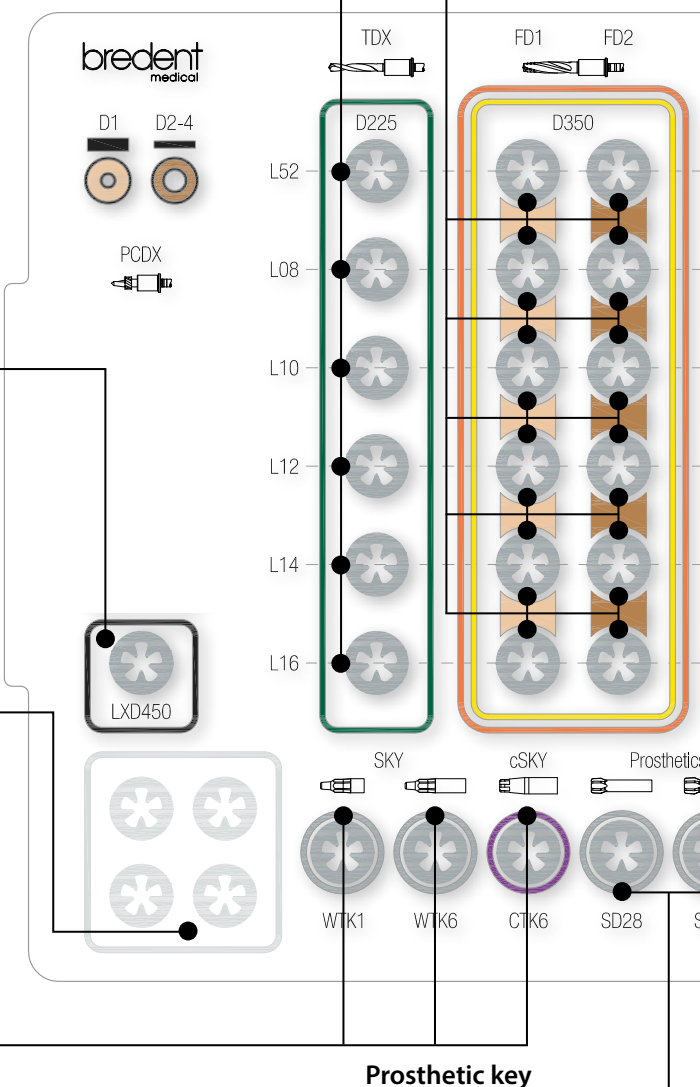 bredent
medical
TDX
FD1 FD2
D1 D2-4
D225
D350
L52
PCDX
L08
L10
L12
L14
L16
LXD450
SKY cSKY Prosthetics
WTK1 WTK6 CTK6 SD28 S
Prosthetic key